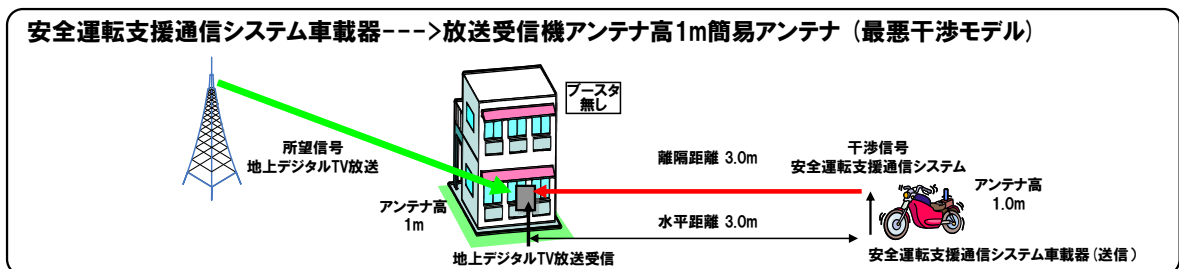 安全運転支援通信システム車載器--->放送受信機アンテナ高1m簡易アンテナ (最悪干渉モデル)
ブースタ
無し
所望信号
地上デジタルTV放送
離隔距離 3.0m
干渉信号
安全運転支援通信システム
アンテナ高
1.0m
アンテナ高
1m
水平距離 3.0m
地上デジタルTV放送受信
安全運転支援通信システム車載器(送信)